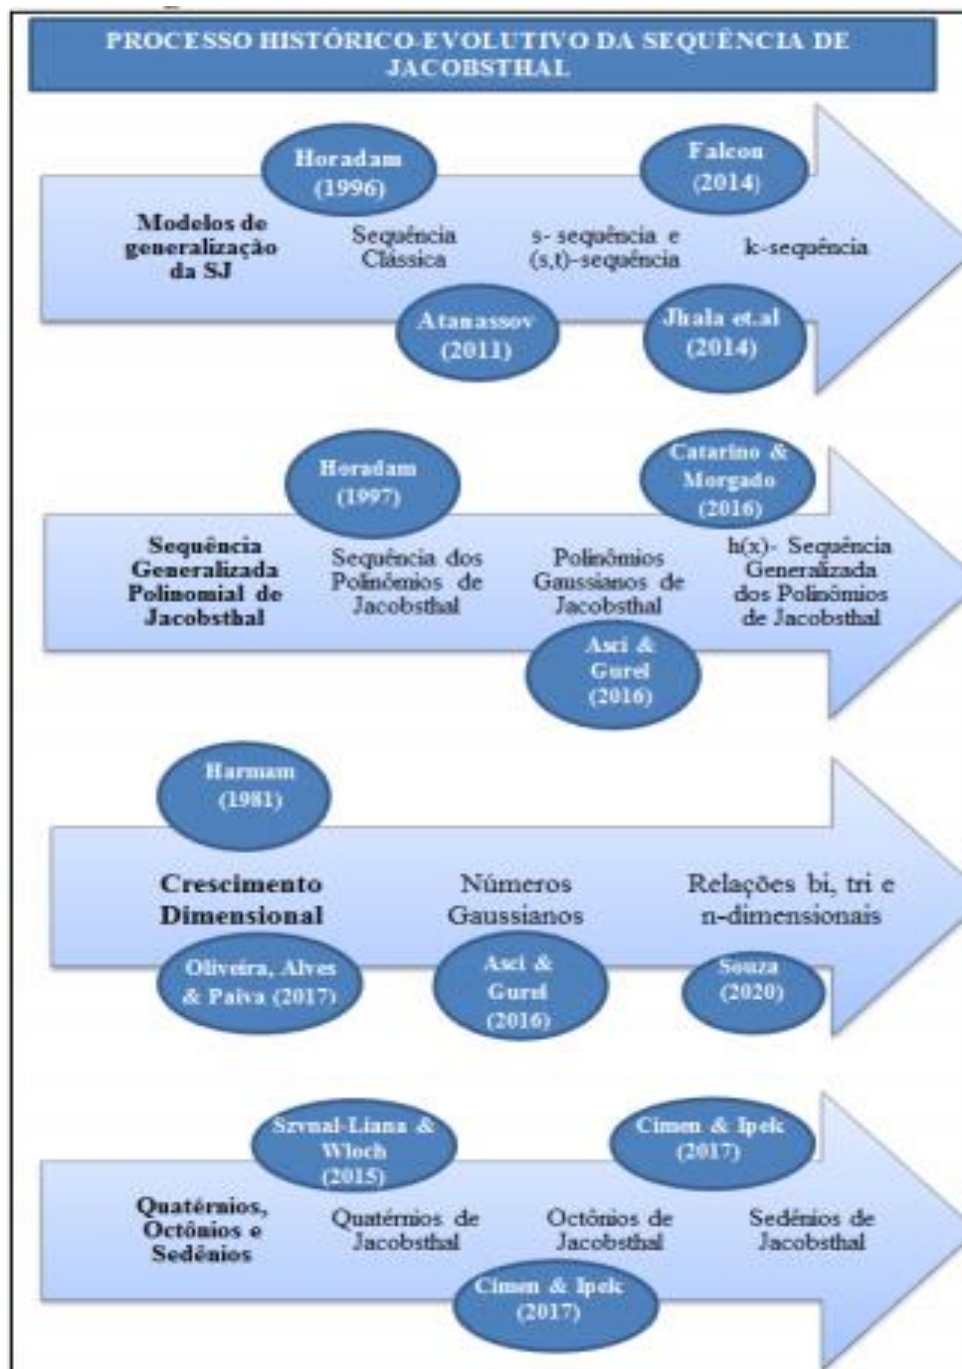 PROCESSO HISTÓRICO-EVOLUTIVO DA SEQUÊNCIA DE
JACOBSTHAL
Horadam
(1996)
Falcon
(2014)
Modelos de
generalização
da SJ
Sequência
Clássica
s- sequência e
(s,t)-sequência
k-sequência
Atanassov
(2011)
Jhala et.al
(2014)
Horadam
(1997)
Catarino &
Morgado
(2016)
Sequência
Generalizada
Polinomial de
Jacobsthal
Sequência dos
Polinômios de
Jacobsthal
Polinômios
Gaussianos de
Jacobsthal
h(x)- Sequência
Generalizada
dos Polinômios
de Jacobsthal
Asci &
Gurel
(2016)
Harmam
(1981)
Crescimento
Dimensional
Números
Gaussianos
Relações bi, tri e
n-dimensionais
Oliveira, Alves
& Paiva (2017)
Asci &
Gurel
(2016)
Souza
(2020)
Szynal-Liana &
Wloch
(2015)
Cimen & Ipek
(2017)
Quatérnios,
Octônios e
Sedênios
Quatérnios de
Jacobsthal
Octônios de
Jacobsthal
Sedênios de
Jacobsthal
Cimen & Ipek
(2017)